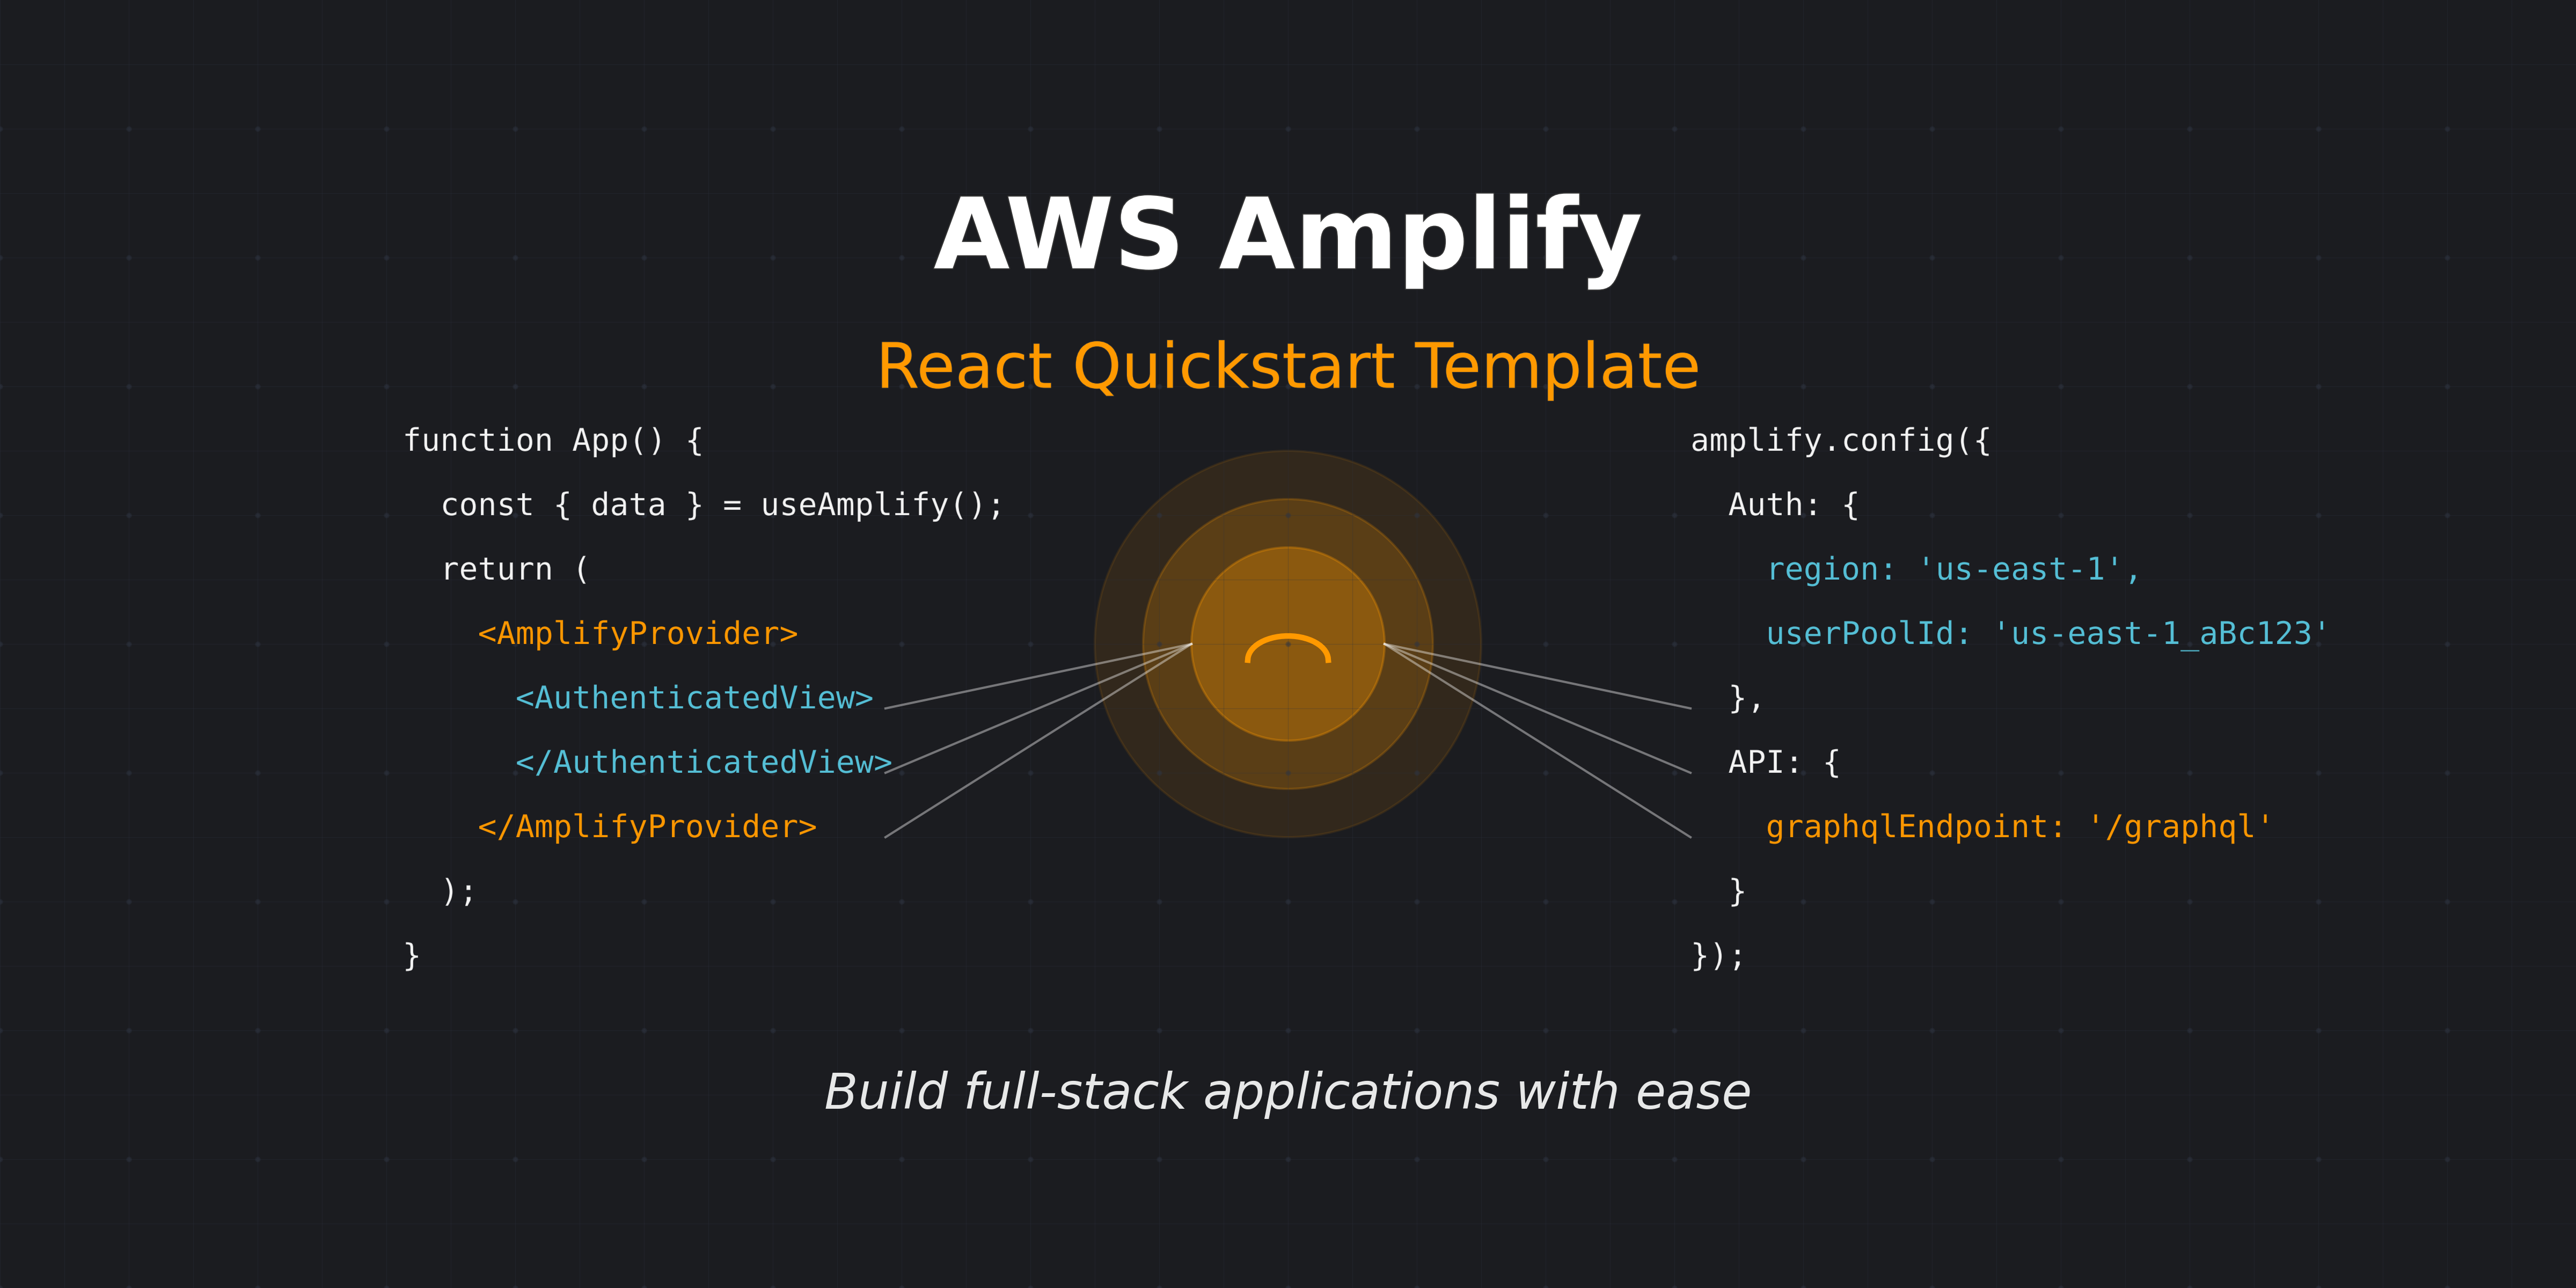 AWS Amplify
React Quickstart Template
function App() {
  const { data } = useAmplify();
  return (
    <AmplifyProvider>
      <AuthenticatedView>
      </AuthenticatedView>
    </AmplifyProvider>
  );
}
amplify.config({
  Auth: {
    region: 'us-east-1',
    userPoolId: 'us-east-1_aBc123'
  },
  API: {
    graphqlEndpoint: '/graphql'
  }
});
Build full-stack applications with ease